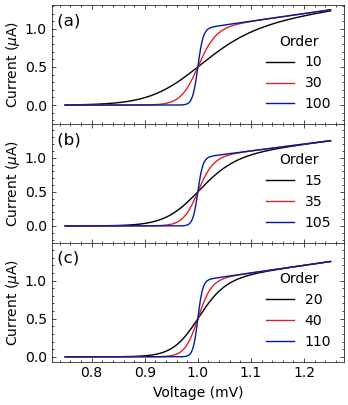 (a)
Current (μA)
1.0
0.5
0.0
Order
10
30
100
(b)
Current (μA)
1.0
0.5
0.0
Order
15
35
105
(c)
Current (μA)
1.0
0.5
0.0
Order
20
40
110
0.8 0.9 1.0 1.1 1.2
Voltage (mV)